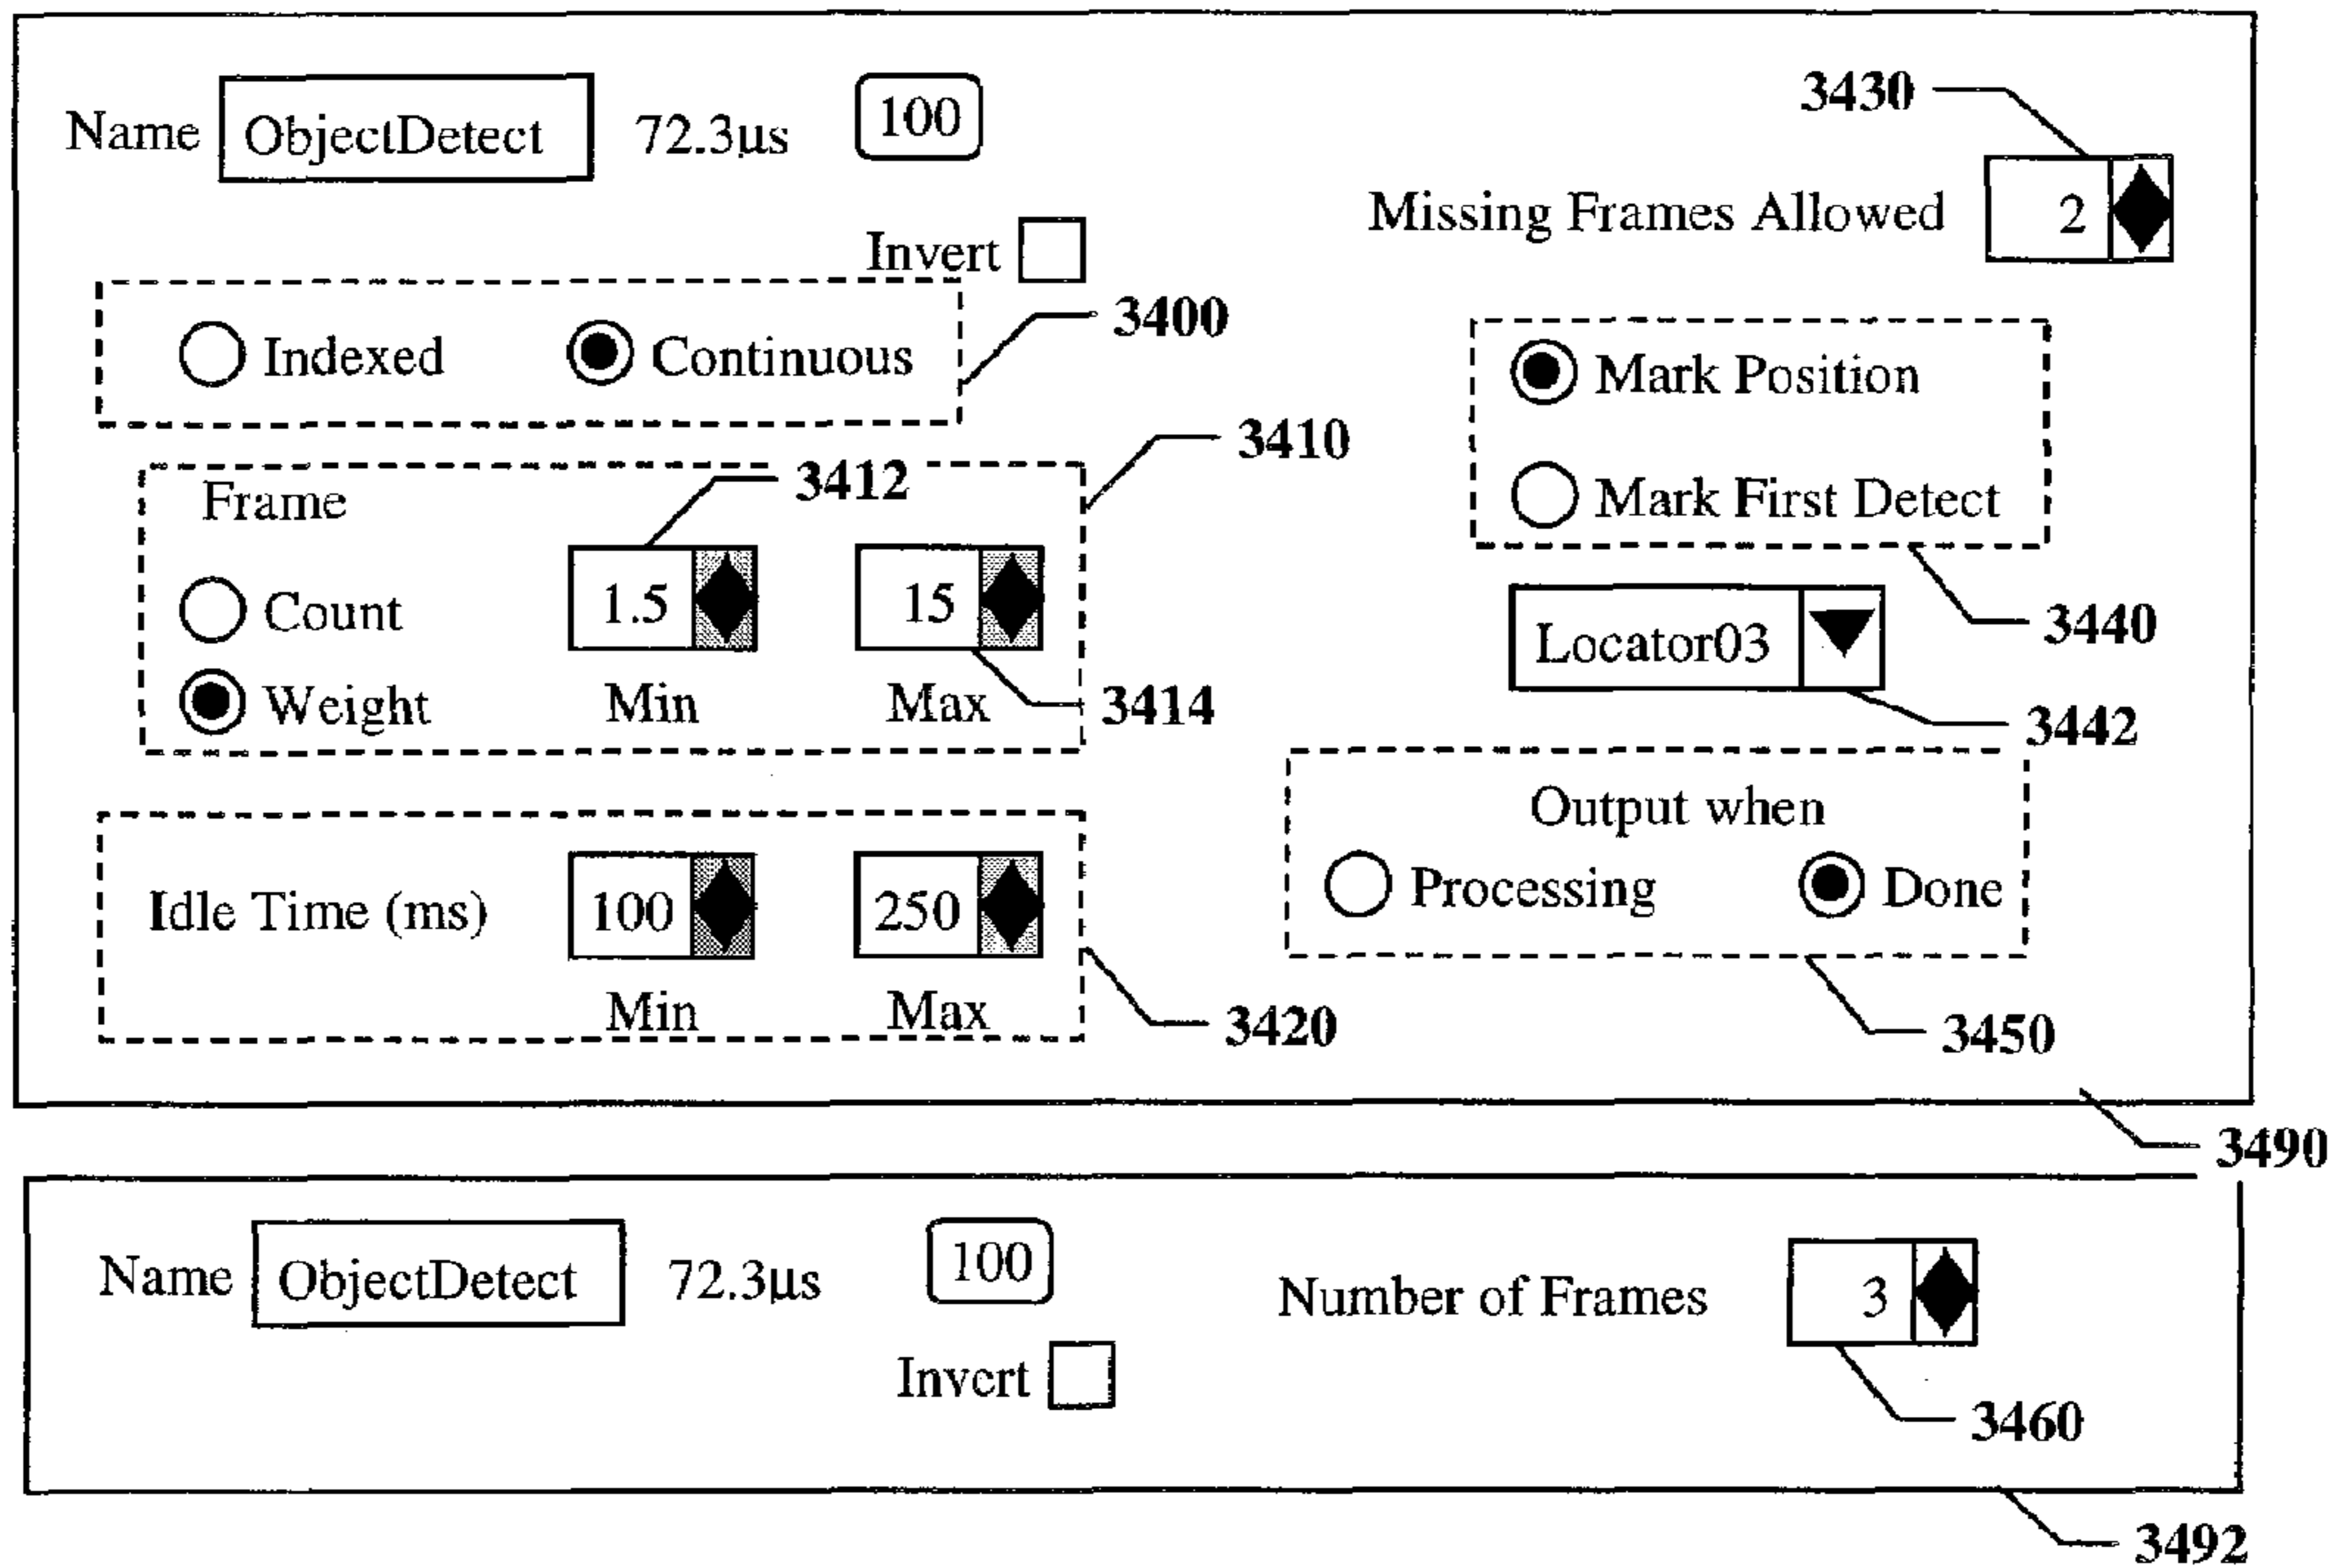 Name ObjectDetect 72.3µs 100
3430
Missing Frames Allowed 2
Invert
3400
Indexed Continuous
Mark Position
3410
3412
Frame
Mark First Detect
1.5 15
Count
3440
Locator03
Weight Min Max 3414
3442
Output when
Processing Done
Idle Time (ms) 100 250
Min Max
3420
3450
3490
Name ObjectDetect 72.3µs 100
Number of Frames 3
Invert
3460
3492